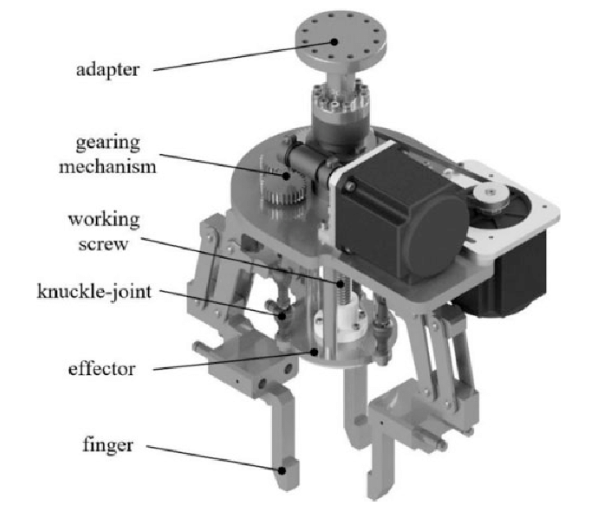 adapter
gearing
mechanism
working
screw
knuckle-joint
effector
finger